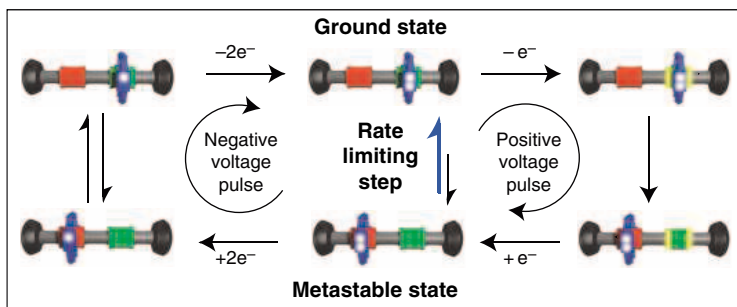 Ground state
–2e–
– e–
Negative
voltage
pulse
Rate
limiting
step
Positive
voltage
pulse
+2e–
+ e–
Metastable state